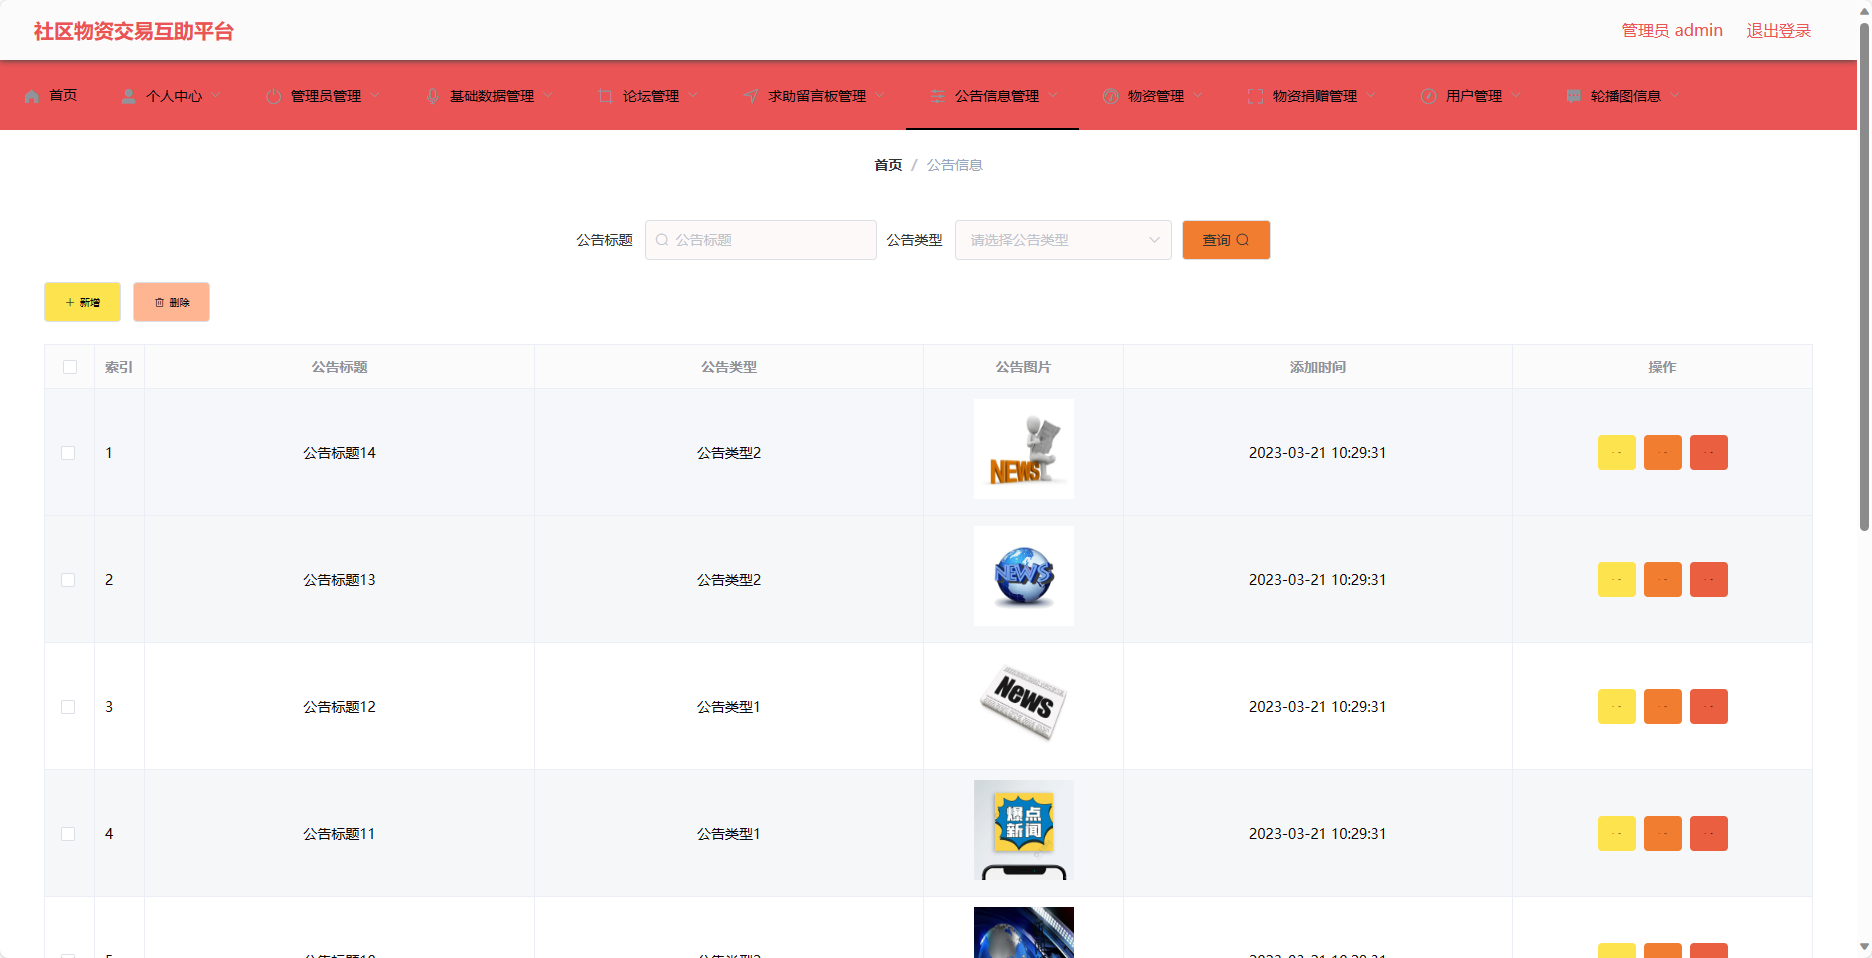 社区物资交易互助平台
管理员 admin 退出登录
首页 个人中心 管理员管理 基础数据管理 论坛管理 求助留言板管理 公告信息管理 物资管理 物资捐赠管理 用户管理 轮播图信息
首页 / 公告信息
公告标题 公告标题 公告类型 请选择公告类型 查询
新增 删除
索引 公告标题 公告类型 公告图片 添加时间 操作
1 公告标题14 公告类型2 NEWS 2023-03-21 10:29:31
2 公告标题13 公告类型2 NEWS 2023-03-21 10:29:31
3 公告标题12 公告类型1 News 2023-03-21 10:29:31
4 公告标题11 公告类型1 爆点 2023-03-21 10:29:31
新闻